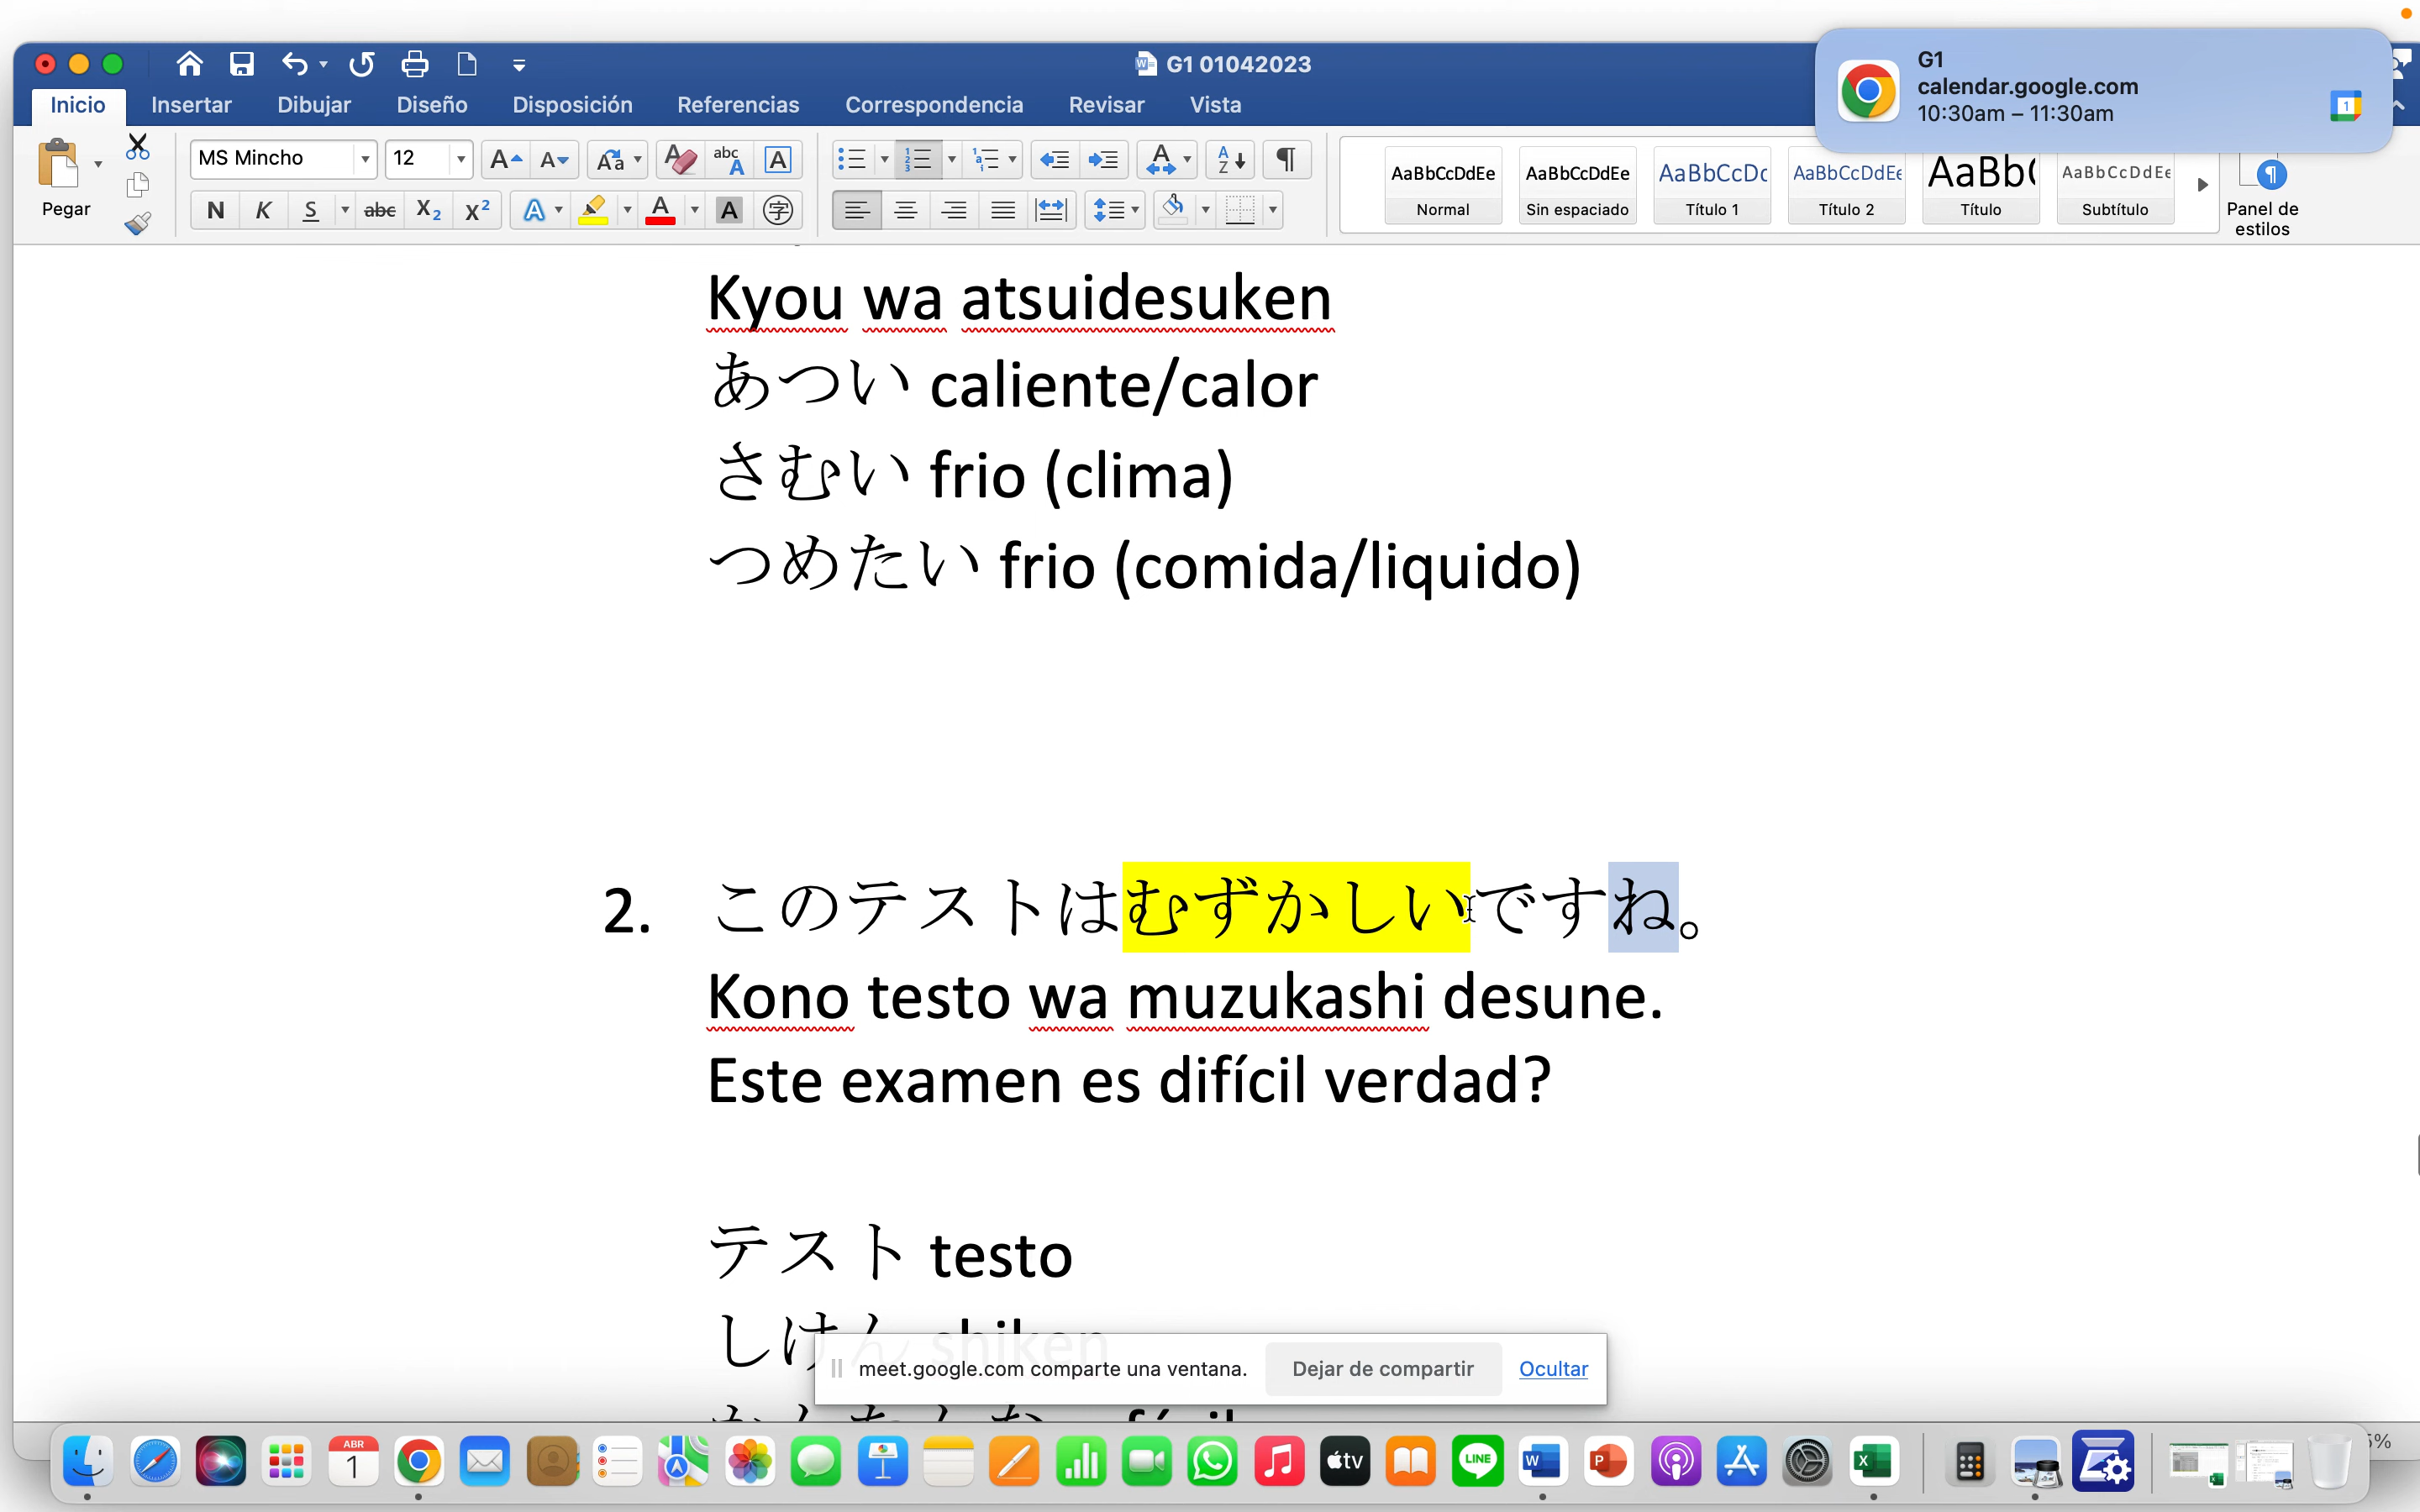 G1 01042023
G1
calendar.google.com
10:30am – 11:30am
Inicio Insertar Dibujar Diseño Disposición Referencias Correspondencia Revisar Vista
Pegar
MS Mincho 12
AaBbCcDdEe AaBbCcDdEe AaBbCcDc AaBbCcDdEe AaBb( AaBbCcDdEe
Normal Sin espaciado Título 1 Título 2 Título Subtítulo
Panel de
estilos
Kyou wa atsuidesuken
あつい caliente/calor
さむい frio (clima)
つめたい frio (comida/liquido)
2. このテストはむずかしいですね。
Kono testo wa muzukashi desune.
Este examen es difícil verdad?
テスト testo
しけん shiken
meet.google.com comparte una ventana. Dejar de compartir Ocultar
ABR
1
tv
LINE